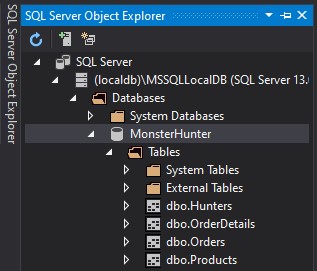 SQL Server Object Explorer
SQL Server Object Explorer
SQL Server
(localdb)\MSSQLLocalDB (SQL Server 13.0
Databases
System Databases
MonsterHunter
Tables
System Tables
External Tables
dbo.Hunters
dbo.OrderDetails
dbo.Orders
dbo.Products